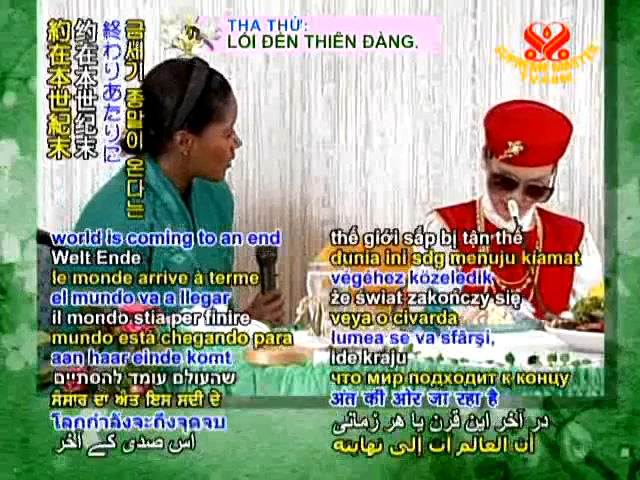 THA THỨ:
LỐI ĐẾN THIÊN ĐÀNG.
SUPREME MASTER
TV.COM
금세기 종말이 온다는
終わりあたりに
约在本世纪末
約在本世紀末
world is coming to an end
Welt Ende
le monde arrive à terme
el mundo va a llegar
il mondo stia per finire
mundo está chegando para
aan haar einde komt
שהעולם עומד להסתיים
ਸੰਸਾਰ ਦਾ ਅੰਤ ਇਸ ਸਦੀ ਦੇ
โลกกำลังจะถึงจุดจบ
اس صدی کے آخر
thế giới sắp bị tận thế
dunia ini sdg menuju kiamat
végéhez közeledik
że świat zakończy się
veya o civarda
lumea se va sfârşi,
ide kraju
что мир подходит к концу
अंत की ओर जा रहा है
در آخر این قرن یا هر زمانی
أن العالم آت إلى نهايته